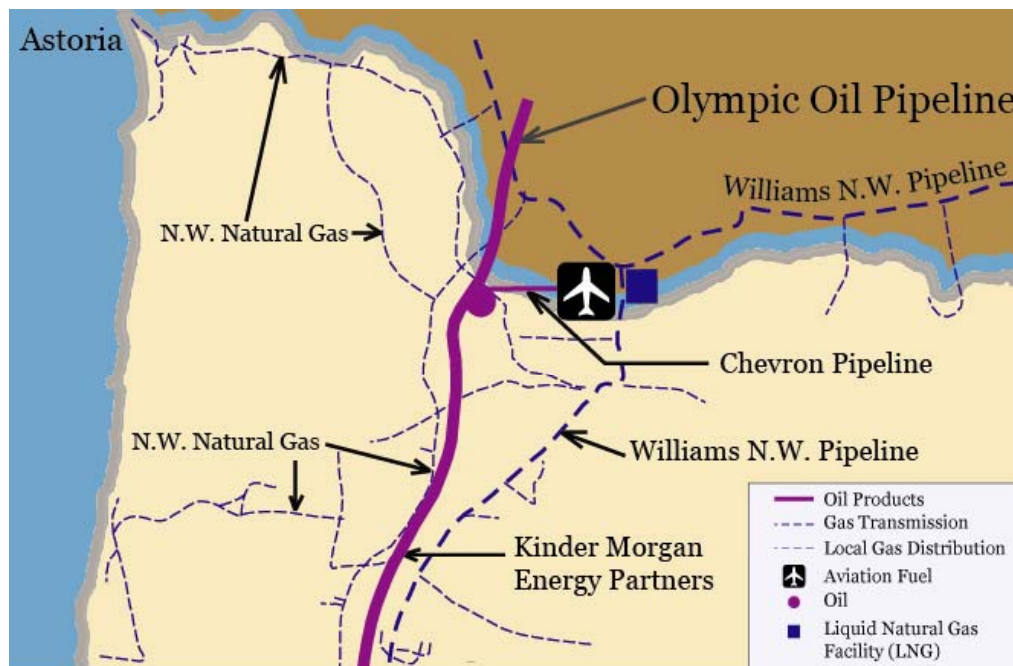 Astoria
Olympic Oil Pipeline
Williams N.W. Pipeline
N.W. Natural Gas
Chevron Pipeline
N.W. Natural Gas
Williams N.W. Pipeline
Kinder Morgan
Energy Partners
Oil Products
Gas Transmission
Local Gas Distribution
Aviation Fuel
Oil
Liquid Natural Gas
Facility (LNG)